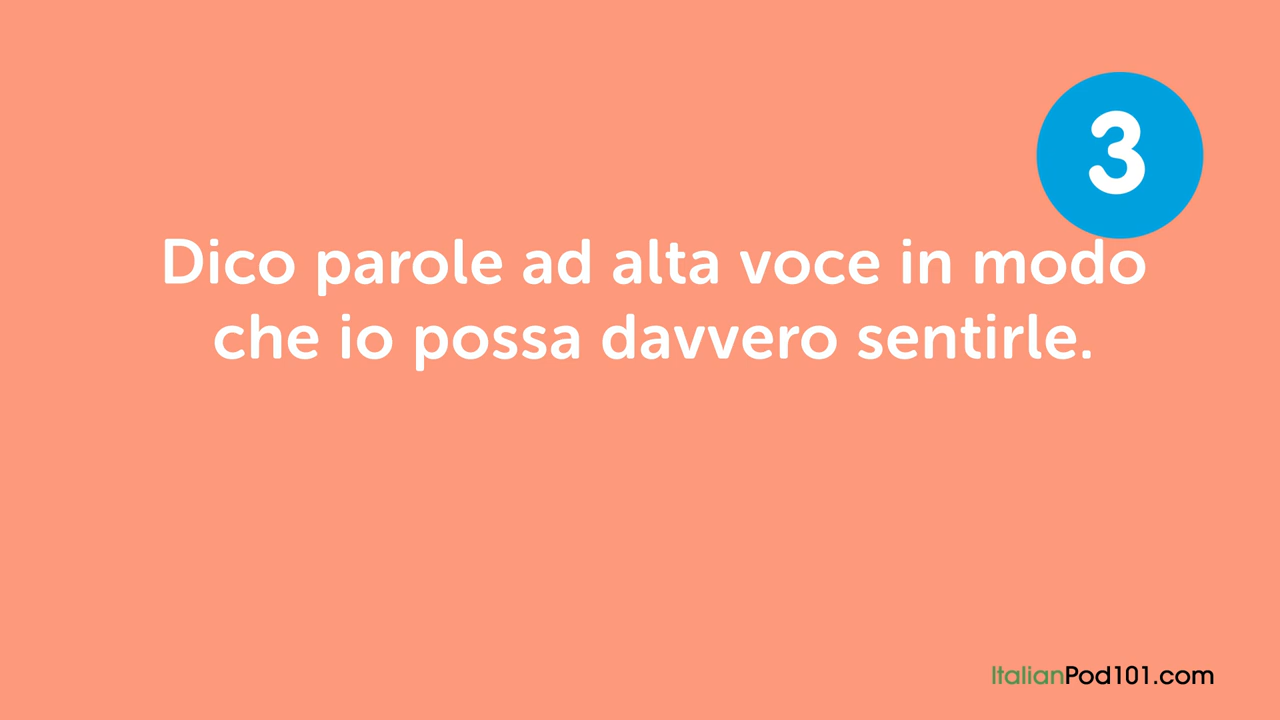 3
Dico parole ad alta voce in modo
che io possa davvero sentirle.
ItalianPod101.com